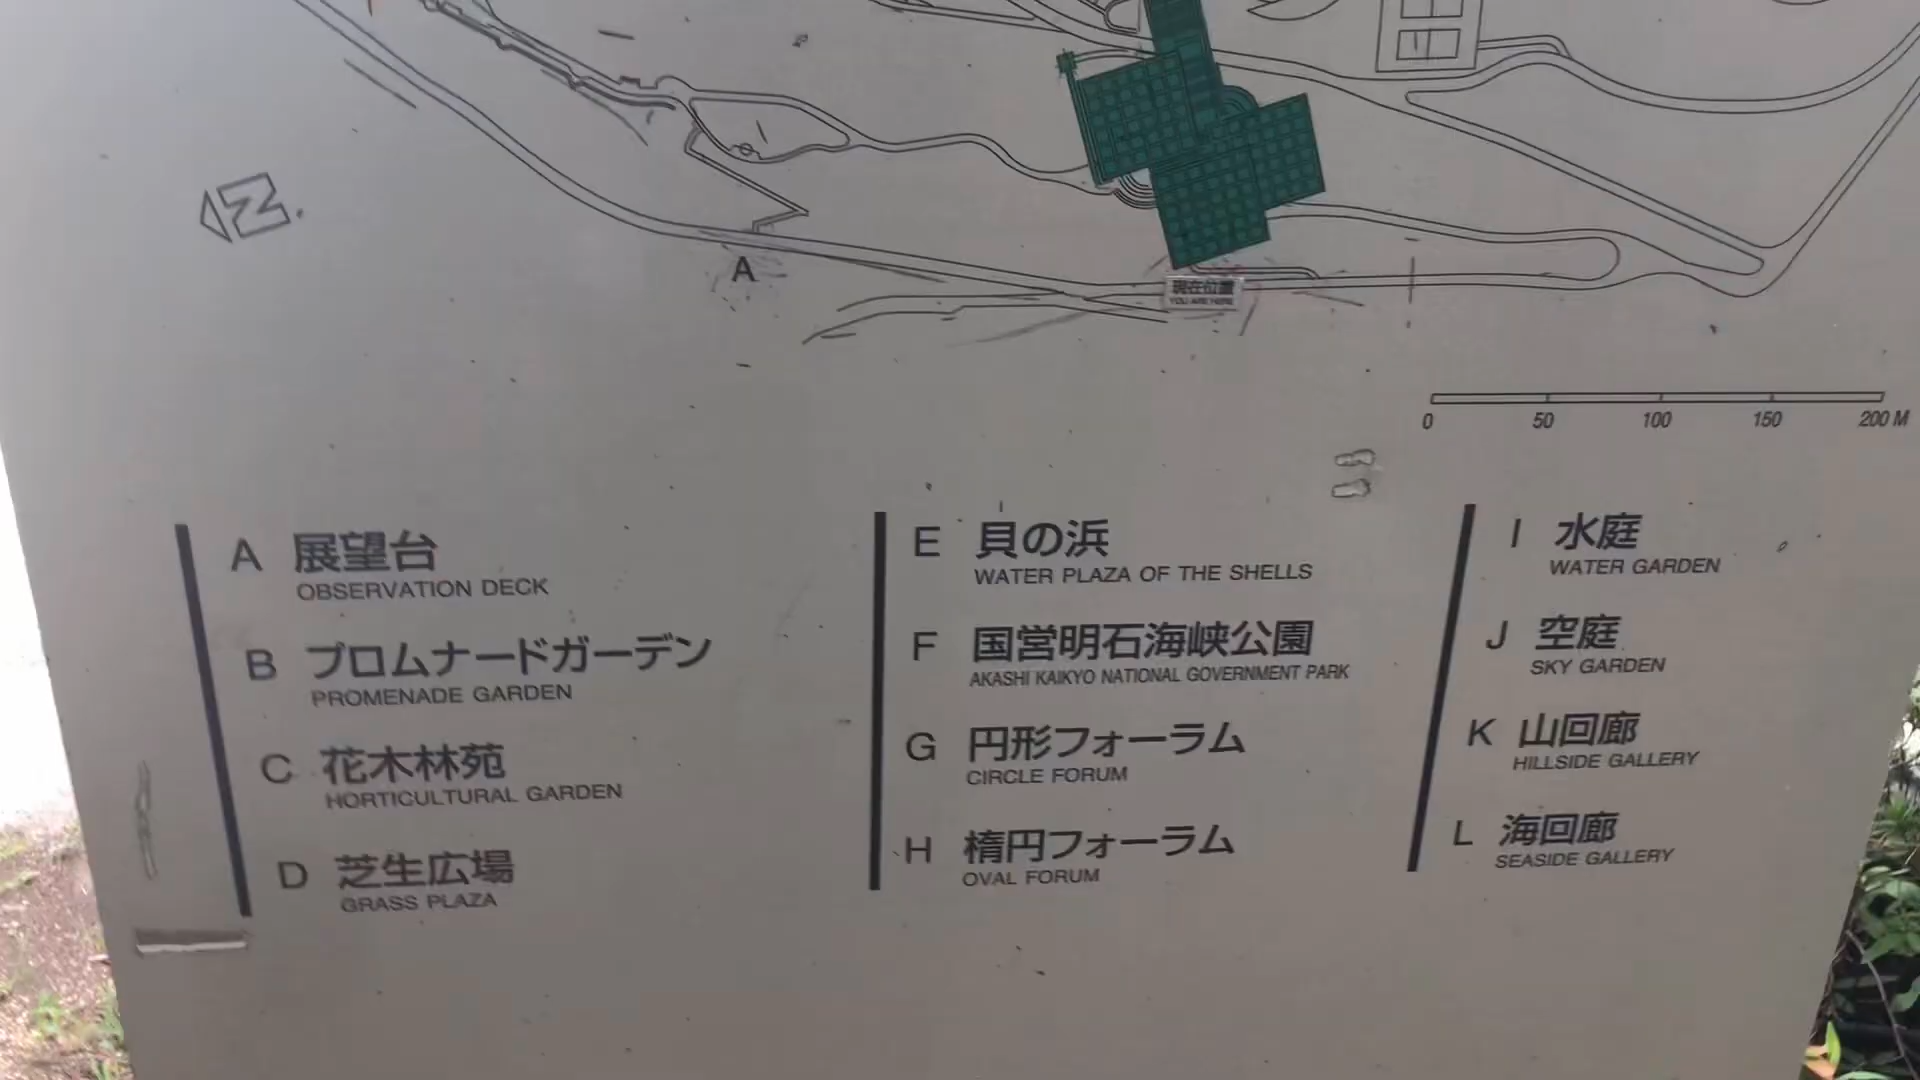 N
A
現在位置
YOU ARE HERE
0 50 100 150 200 M
A 展望台
OBSERVATION DECK
B プロムナードガーデン
PROMENADE GARDEN
C 花木林苑
HORTICULTURAL GARDEN
D 芝生広場
GRASS PLAZA
E 貝の浜
WATER PLAZA OF THE SHELLS
F 国営明石海峡公園
AKASHI KAIKYO NATIONAL GOVERNMENT PARK
G 円形フォーラム
CIRCLE FORUM
H 楕円フォーラム
OVAL FORUM
I 水庭
WATER GARDEN
J 空庭
SKY GARDEN
K 山回廊
HILLSIDE GALLERY
L 海回廊
SEASIDE GALLERY